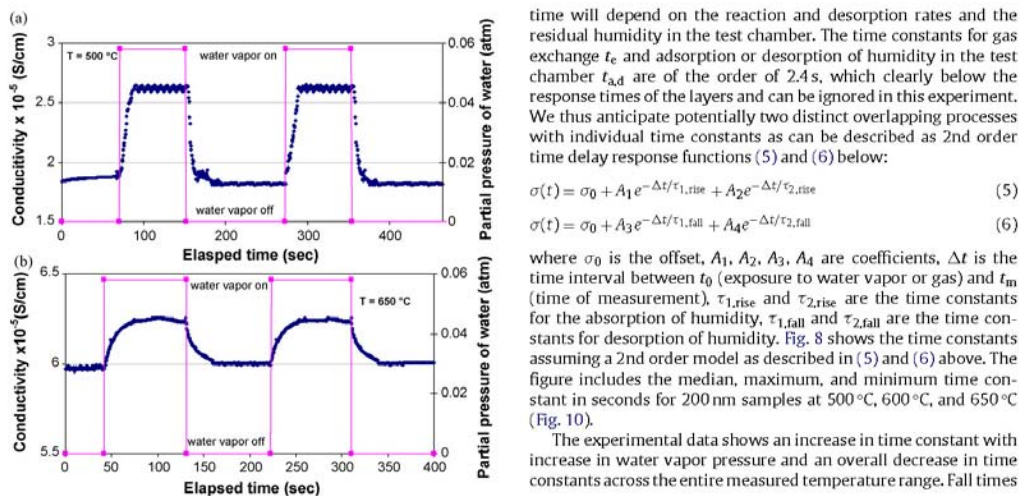 (a)
3
2.5
2
1.5
0.06
0.04
0.02
0
T = 500 °C
water vapor on
water vapor off
Conductivity x 10⁻⁵ (S/cm)
Partial pressure of water (atm)
0 100 200 300 400
Elasped time (sec)
(b)
6.5
6
5.5
0.06
0.04
0.02
0
water vapor on
T = 650 °C
water vapor off
Conductivity x10⁻⁵(S/cm)
Partial pressure of water (atm)
0 50 100 150 200 250 300 350 400
Elapsed time (sec)
time will depend on the reaction and desorption rates and the
residual humidity in the test chamber. The time constants for gas
exchange tₑ and adsorption or desorption of humidity in the test
chamber t_a,d are of the order of 2.4 s, which clearly below the
response times of the layers and can be ignored in this experiment.
We thus anticipate potentially two distinct overlapping processes
with individual time constants as can be described as 2nd order
time delay response functions (5) and (6) below:
σ(t) = σ₀ + A₁e^(−Δt/τ₁,rise) + A₂e^(−Δt/τ₂,rise) (5)
σ(t) = σ₀ + A₃e^(−Δt/τ₁,fall) + A₄e^(−Δt/τ₂,fall) (6)
where σ₀ is the offset, A₁, A₂, A₃, A₄ are coefficients, Δt is
the time interval between t₀ (exposure to water vapor or gas) and t_m
(time of measurement), τ₁,rise and τ₂,rise are the time constants
for the absorption of humidity, τ₁,fall and τ₂,fall are the time con-
stants for desorption of humidity. Fig. 8 shows the time constants
assuming a 2nd order model as described in (5) and (6) above. The
figure includes the median, maximum, and minimum time con-
stant in seconds for 200 nm samples at 500 °C, 600 °C, and 650 °C
(Fig. 10).
The experimental data shows an increase in time constant with
increase in water vapor pressure and an overall decrease in time
constants across the entire measured temperature range. Fall times